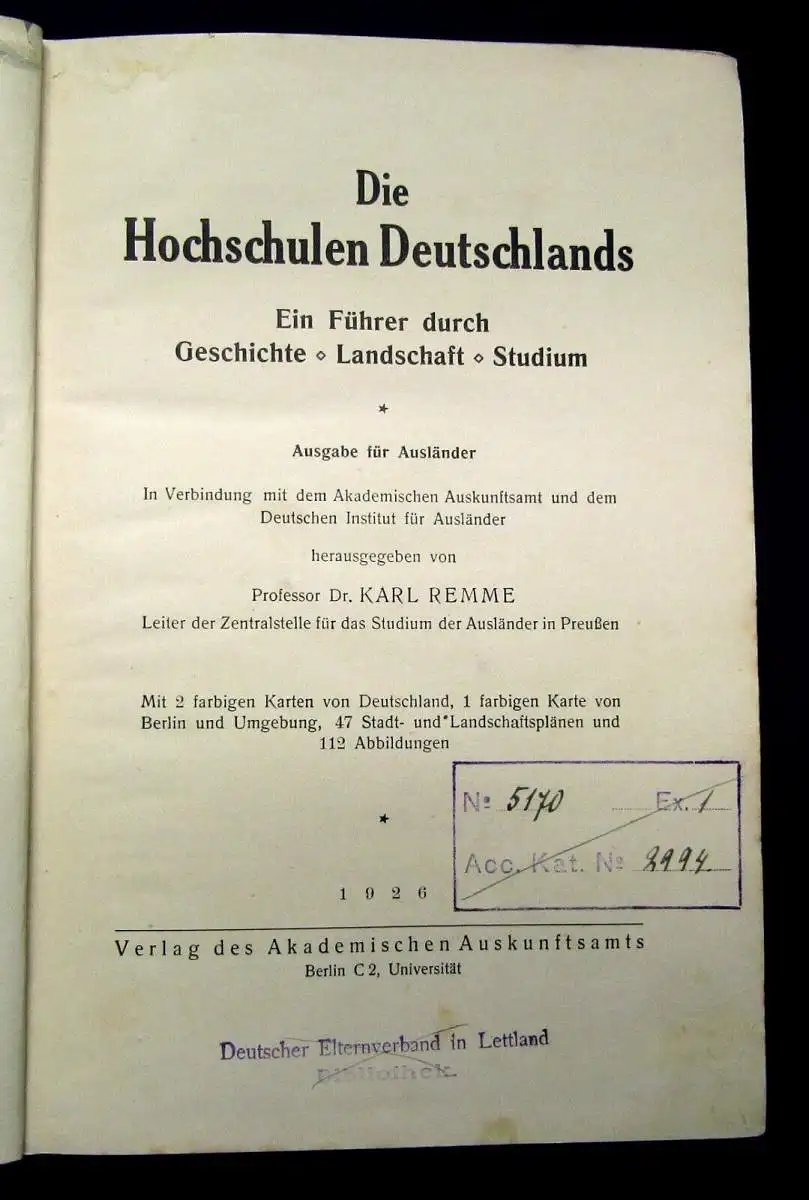 Die
Hochschulen Deutschlands
Ein Führer durch
Geschichte ⋄ Landschaft ⋄ Studium
*
Ausgabe für Ausländer
In Verbindung mit dem Akademischen Auskunftsamt und dem
Deutschen Institut für Ausländer
herausgegeben von
Professor Dr. KARL REMME
Leiter der Zentralstelle für das Studium der Ausländer in Preußen
Mit 2 farbigen Karten von Deutschland, 1 farbigen Karte von
Berlin und Umgebung, 47 Stadt- und Landschaftsplänen und
112 Abbildungen
№ 5170 Ex. 1
Acc. Kat. № 2994.
*
1926
Verlag des Akademischen Auskunftsamts
Berlin C 2, Universität
Deutscher Elternverband in Lettland
Bibliothek.